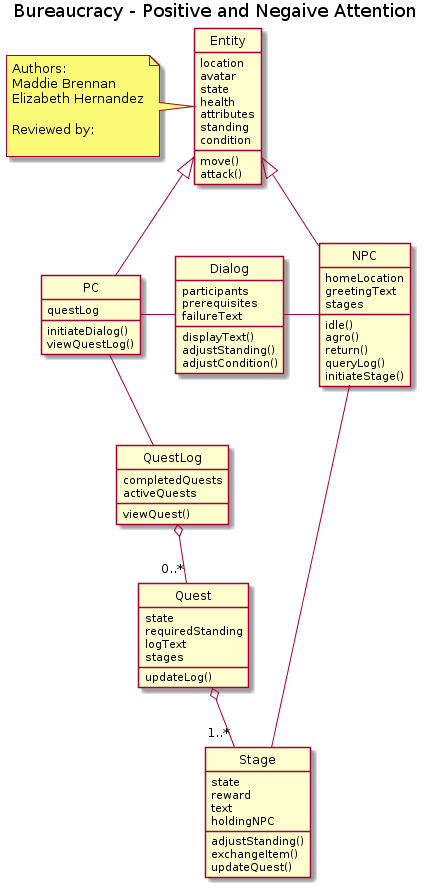 Bureaucracy - Positive and Negaive Attention
Authors:
Maddie Brennan
Elizabeth Hernandez
Reviewed by:
Entity
location
avatar
state
health
attributes
standing
condition
move()
attack()
PC
questLog
initiateDialog()
viewQuestLog()
Dialog
participants
prerequisites
failureText
displayText()
adjustStanding()
adjustCondition()
NPC
homeLocation
greetingText
stages
idle()
agro()
return()
queryLog()
initiateStage()
QuestLog
completedQuests
activeQuests
viewQuest()
0..*
Quest
state
requiredStanding
logText
stages
updateLog()
1..*
Stage
state
reward
text
holdingNPC
adjustStanding()
exchangeItem()
updateQuest()